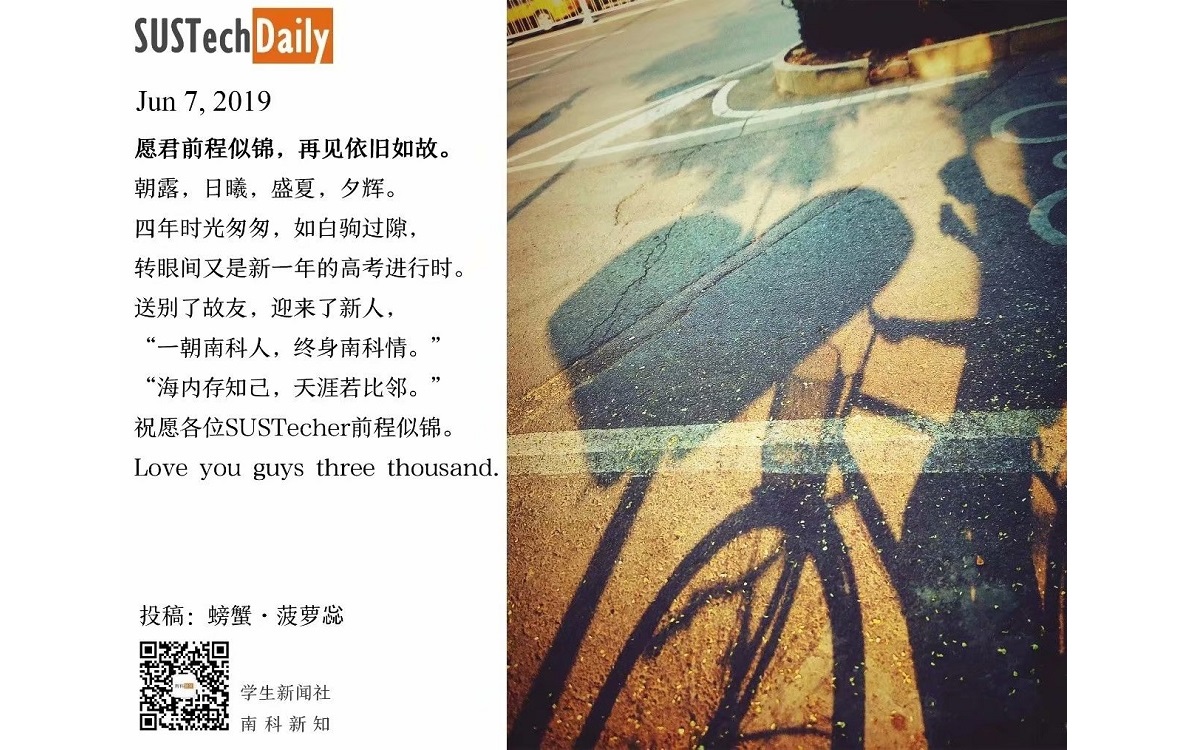 SUSTechDaily
Jun 7, 2019
愿君前程似锦，再见依旧如故。
朝露，日曦，盛夏，夕辉。
四年时光匆匆，如白驹过隙，
转眼间又是新一年的高考进行时。
送别了故友，迎来了新人，
“一朝南科人，终身南科情。”
“海内存知己，天涯若比邻。”
祝愿各位SUSTecher前程似锦。
Love you guys three thousand.
投稿：螃蟹·菠萝惢
学生新闻社
南科新知